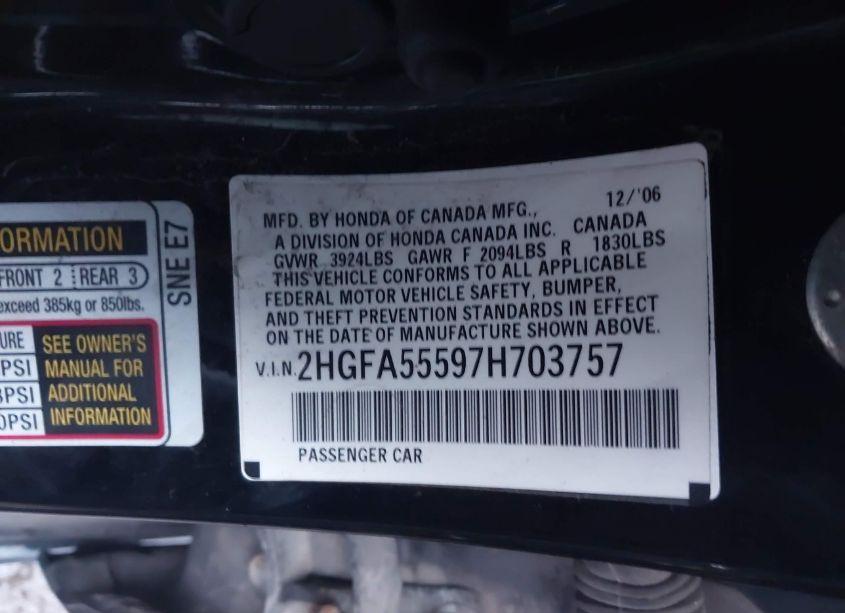 ORMATION
FRONT 2 REAR 3
exceed 385kg or 850lbs.
SEE OWNER'S
MANUAL FOR
ADDITIONAL
INFORMATION
URE
PSI
PSI
0PSI
SNE E7
12/'06
MFD. BY HONDA OF CANADA MFG.,
A DIVISION OF HONDA CANADA INC. CANADA
GVWR 3924LBS GAWR F 2094LBS R 1830LBS
THIS VEHICLE CONFORMS TO ALL APPLICABLE
FEDERAL MOTOR VEHICLE SAFETY, BUMPER,
AND THEFT PREVENTION STANDARDS IN EFFECT
ON THE DATE OF MANUFACTURE SHOWN ABOVE.
V.I.N. 2HGFA55597H703757
PASSENGER CAR